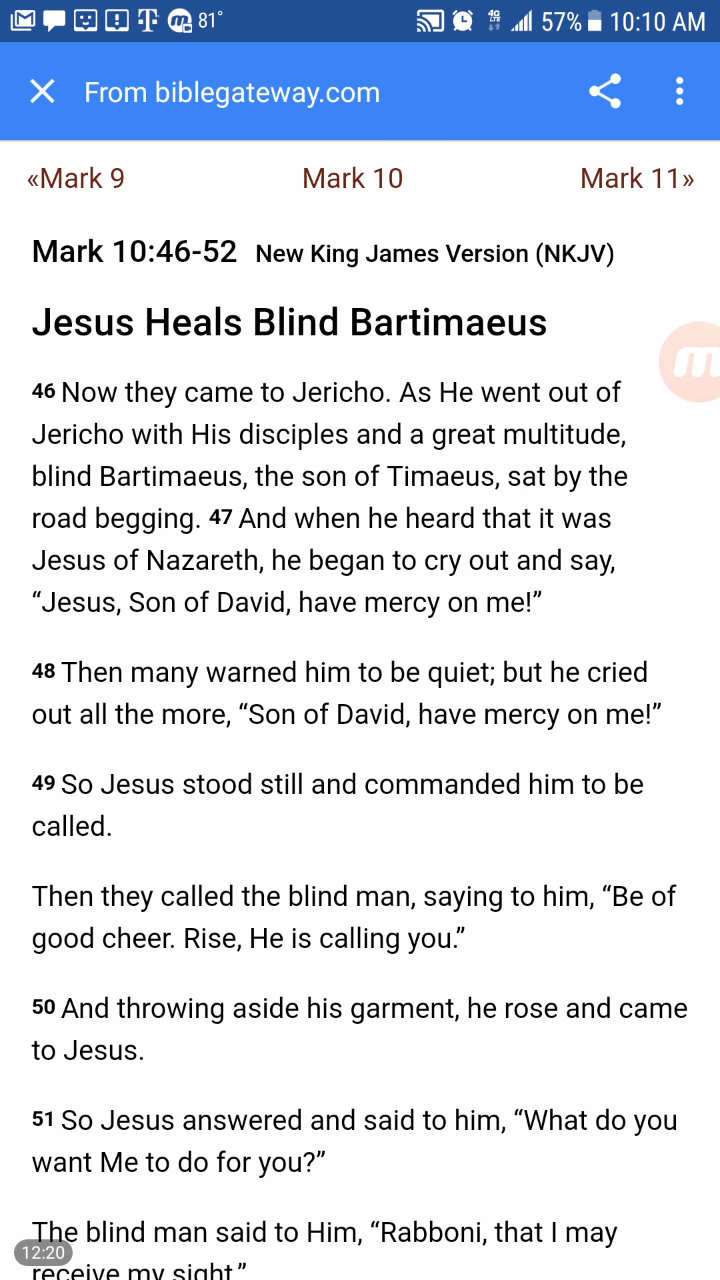 81°
4G
LTE
57%
10:10 AM
From biblegateway.com
«Mark 9
Mark 10
Mark 11»
Mark 10:46-52 New King James Version (NKJV)
Jesus Heals Blind Bartimaeus
46 Now they came to Jericho. As He went out of
Jericho with His disciples and a great multitude,
blind Bartimaeus, the son of Timaeus, sat by the
road begging. 47 And when he heard that it was
Jesus of Nazareth, he began to cry out and say,
“Jesus, Son of David, have mercy on me!”
48 Then many warned him to be quiet; but he cried
out all the more, “Son of David, have mercy on me!”
49 So Jesus stood still and commanded him to be
called.
Then they called the blind man, saying to him, “Be of
good cheer. Rise, He is calling you.”
50 And throwing aside his garment, he rose and came
to Jesus.
51 So Jesus answered and said to him, “What do you
want Me to do for you?”
The blind man said to Him, “Rabboni, that I may
12:20
receive my sight.”